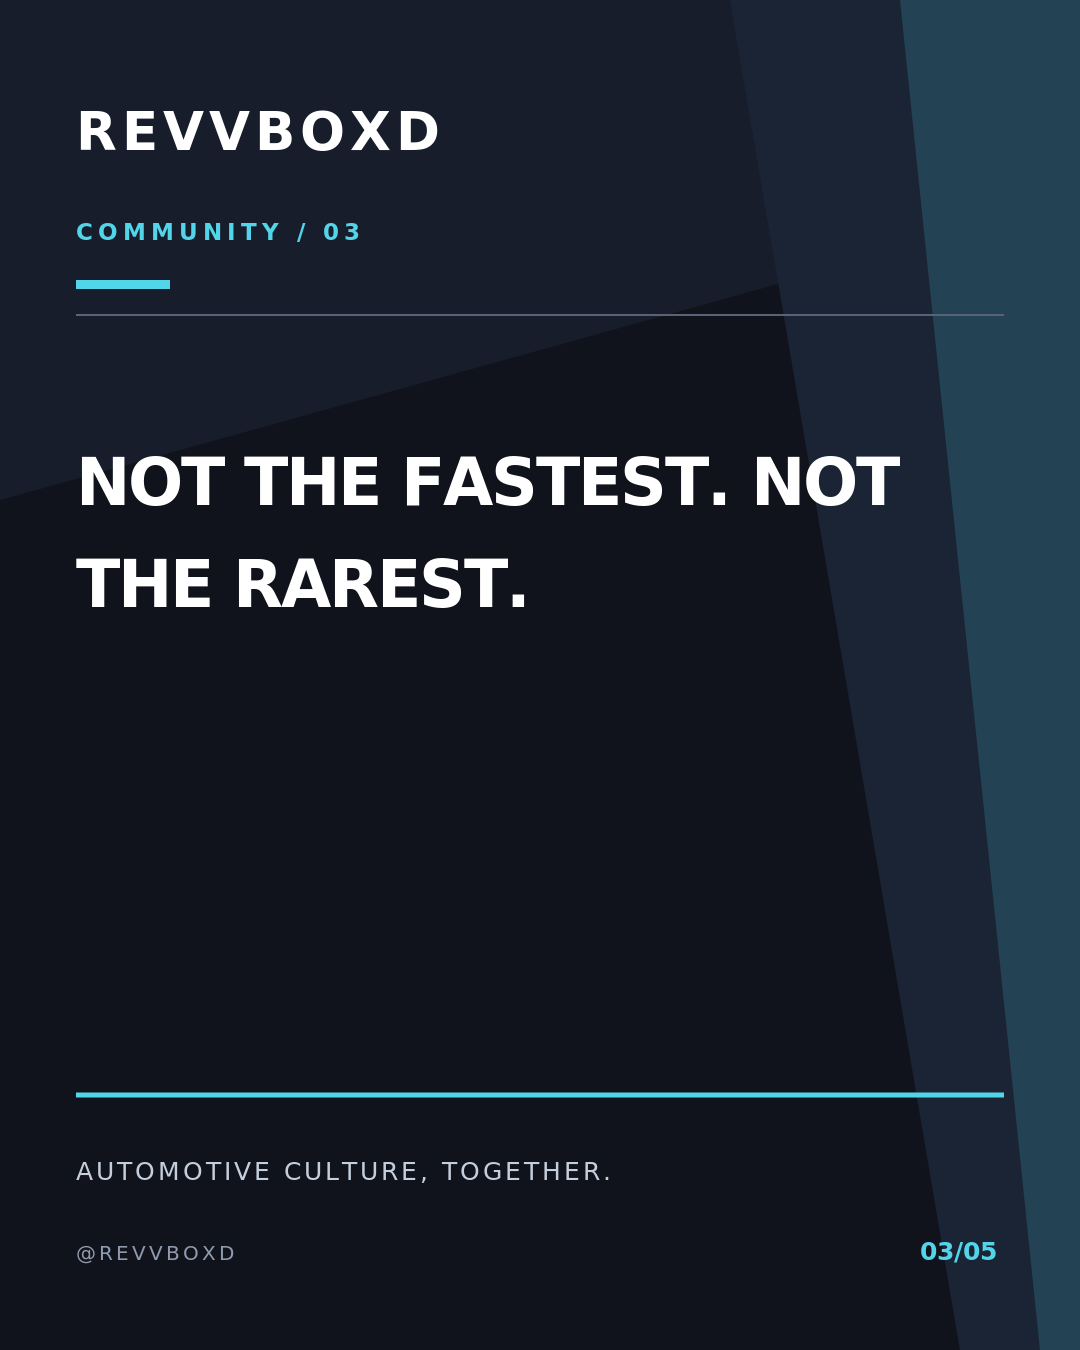 REVVBOXD
COMMUNITY / 03
NOT THE FASTEST. NOT
THE RAREST.
AUTOMOTIVE CULTURE, TOGETHER.
@REVVBOXD
03/05